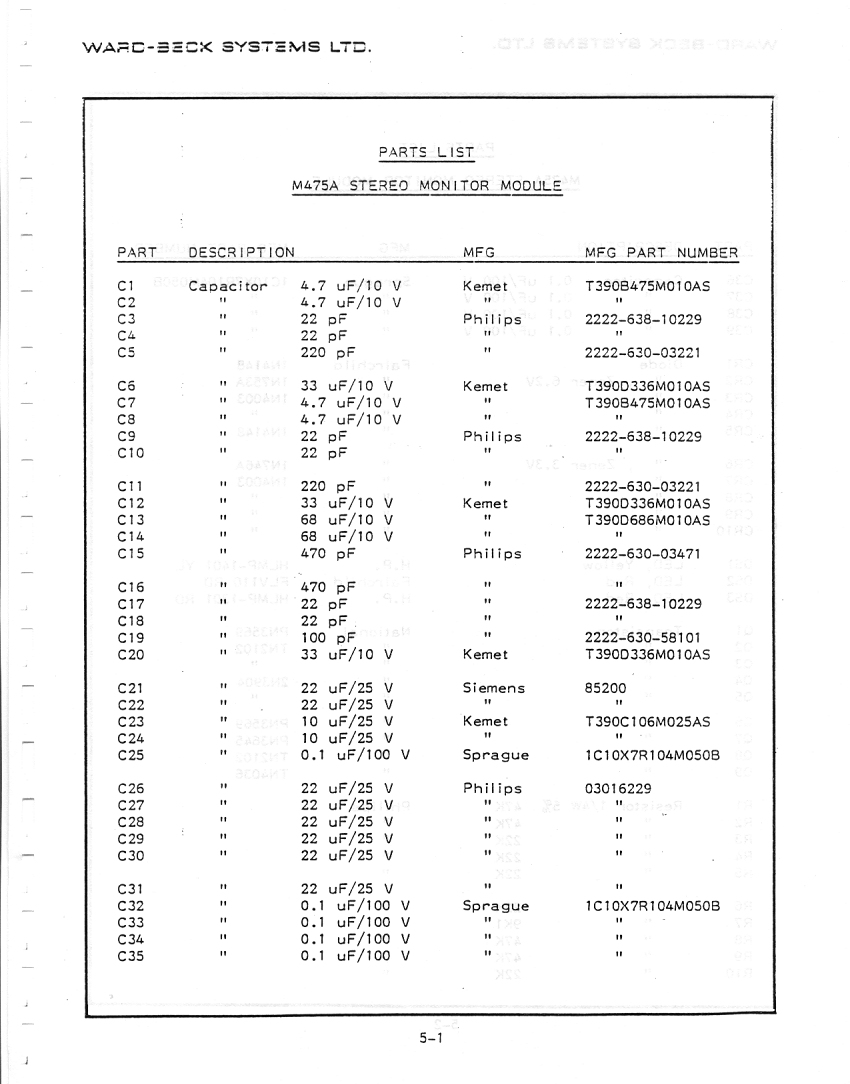 WARD-BECK SYSTEMS LTD.
PARTS LIST
M475A STEREO MONITOR MODULE
PART DESCRIPTION MFG MFG PART NUMBER
C1 Capacitor 4.7 uF/10 V Kemet T390B475M010AS
C2 " 4.7 uF/10 V " "
C3 " 22 pF Philips 2222-638-10229
C4 " 22 pF " "
C5 " 220 pF " 2222-630-03221
C6 " 33 uF/10 V Kemet T390D336M010AS
C7 " 4.7 uF/10 V " T390B475M010AS
C8 " 4.7 uF/10 V " "
C9 " 22 pF Philips 2222-638-10229
C10 " 22 pF " "
C11 " 220 pF " 2222-630-03221
C12 " 33 uF/10 V Kemet T390D336M010AS
C13 " 68 uF/10 V " T390D686M010AS
C14 " 68 uF/10 V " "
C15 " 470 pF Philips 2222-630-03471
C16 " 470 pF " "
C17 " 22 pF " 2222-638-10229
C18 " 22 pF " "
C19 " 100 pF " 2222-630-58101
C20 " 33 uF/10 V Kemet T390D336M010AS
C21 " 22 uF/25 V Siemens 85200
C22 " 22 uF/25 V " "
C23 " 10 uF/25 V Kemet T390C106M025AS
C24 " 10 uF/25 V " "
C25 " 0.1 uF/100 V Sprague 1C10X7R104M050B
C26 " 22 uF/25 V Philips 03016229
C27 " 22 uF/25 V " "
C28 " 22 uF/25 V " "
C29 " 22 uF/25 V " "
C30 " 22 uF/25 V " "
C31 " 22 uF/25 V " "
C32 " 0.1 uF/100 V Sprague 1C10X7R104M050B
C33 " 0.1 uF/100 V " "
C34 " 0.1 uF/100 V " "
C35 " 0.1 uF/100 V " "
5-1